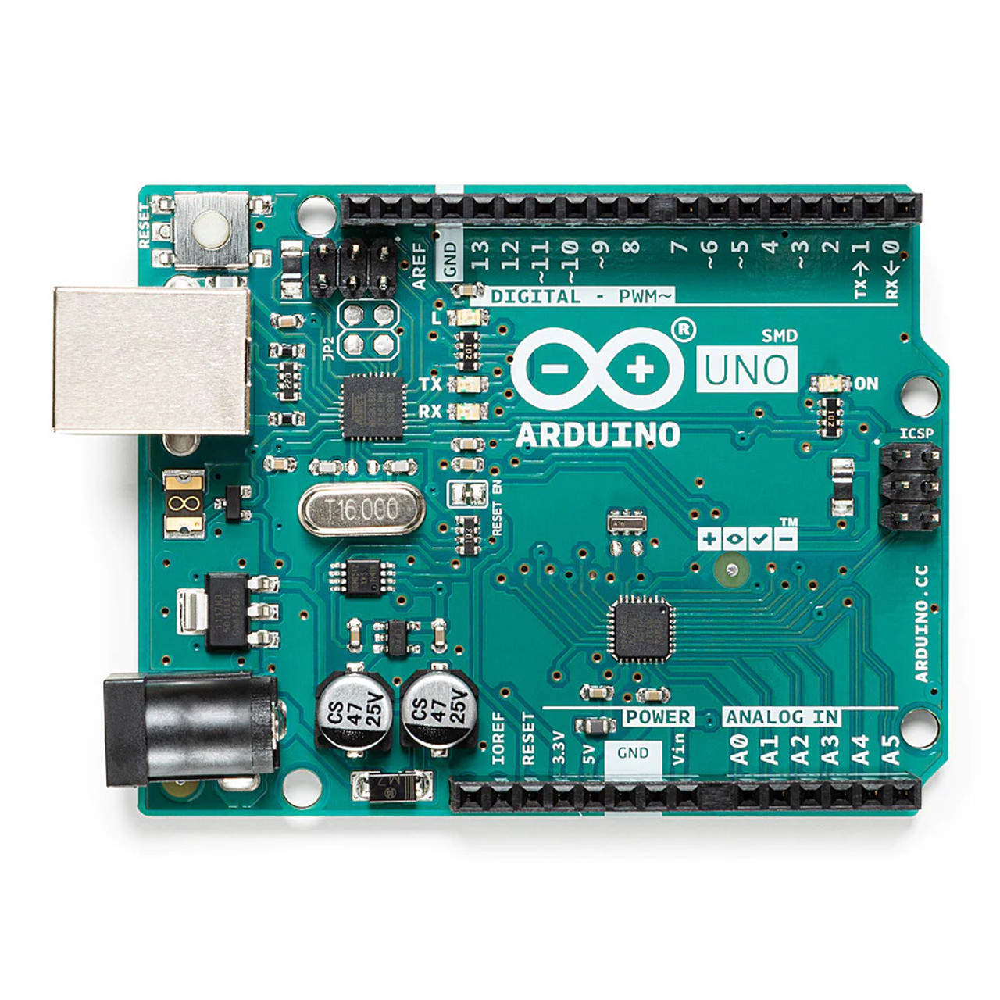 RESET
AREF
GND
13
12
~11
~10
~9
8
7
~6
~5
4
~3
2
TX→1
RX←0
DIGITAL - PWM~
L
JP2
220
TX
RX
®
SMD
UNO
ARDUINO
ON
ICSP
T16.000
RESET EN
103
8
TM
ARDUINO.CC
CS
47
25V
CS
47
25V
M7
POWER
ANALOG IN
IOREF
RESET
3.3V
5V
GND
Vin
A0
A1
A2
A3
A4
A5